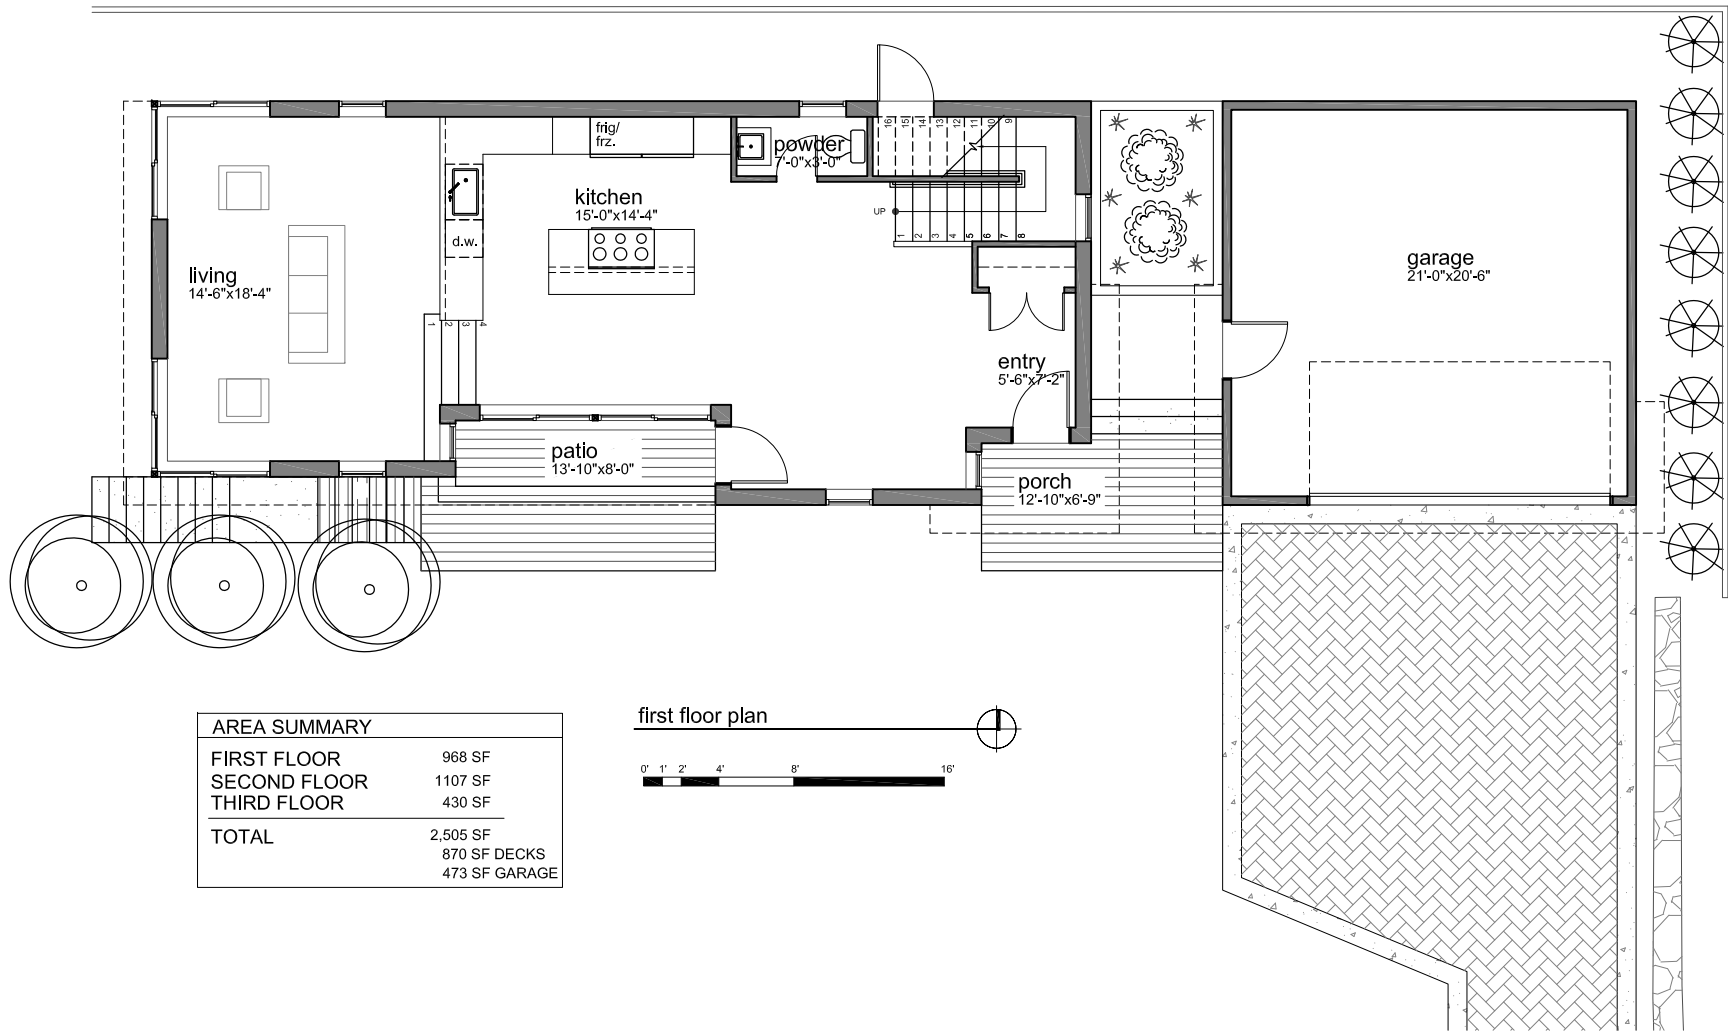 frig/
frz.
powder
7'-0"x3'-0"
16
15
14
13
12
11
10
9
kitchen
15'-0"x14'-4"
UP
1
2
3
4
5
6
7
8
d.w.
living
14'-6"x18'-4"
garage
21'-0"x20'-6"
1
2
3
4
entry
5'-6"x7'-2"
patio
13'-10"x8'-0"
porch
12'-10"x6'-9"
AREA SUMMARY
FIRST FLOOR 968 SF
SECOND FLOOR 1107 SF
THIRD FLOOR 430 SF
TOTAL 2,505 SF
870 SF DECKS
473 SF GARAGE
first floor plan
0' 1' 2' 4' 8' 16'